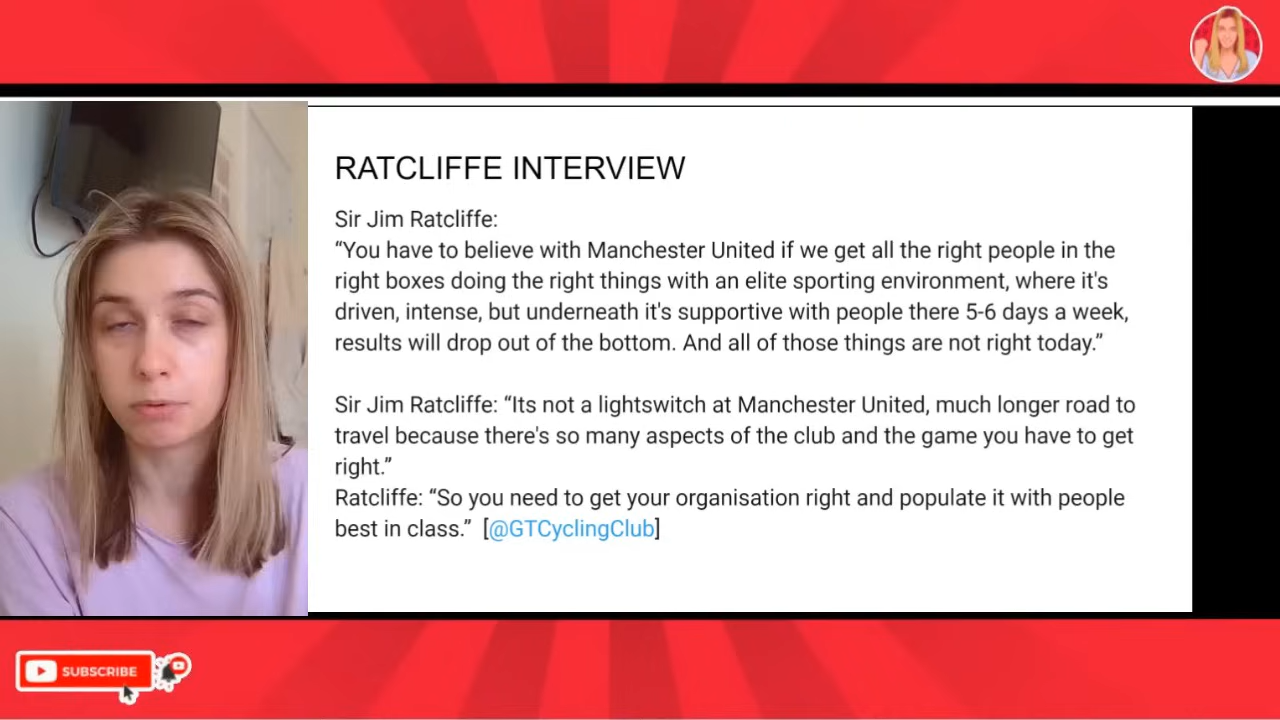 RATCLIFFE INTERVIEW
Sir Jim Ratcliffe:
“You have to believe with Manchester United if we get all the right people in the
right boxes doing the right things with an elite sporting environment, where it's
driven, intense, but underneath it's supportive with people there 5-6 days a week,
results will drop out of the bottom. And all of those things are not right today.”
Sir Jim Ratcliffe: “Its not a lightswitch at Manchester United, much longer road to
travel because there's so many aspects of the club and the game you have to get
right.”
Ratcliffe: “So you need to get your organisation right and populate it with people
best in class.” [@GTCyclingClub]
SUBSCRIBE